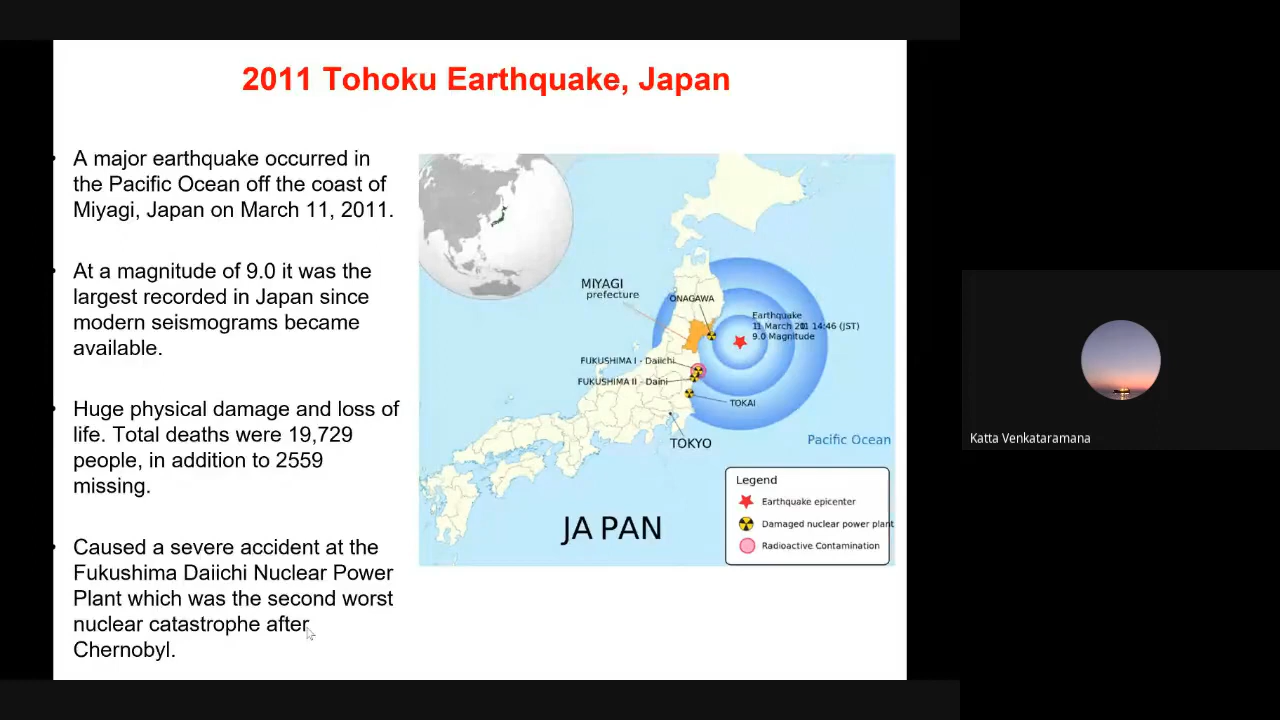 2011 Tohoku Earthquake, Japan
• A major earthquake occurred in
the Pacific Ocean off the coast of
Miyagi, Japan on March 11, 2011.
• At a magnitude of 9.0 it was the
largest recorded in Japan since
modern seismograms became
available.
• Huge physical damage and loss of
life. Total deaths were 19,729
people, in addition to 2559
missing.
• Caused a severe accident at the
Fukushima Daiichi Nuclear Power
Plant which was the second worst
nuclear catastrophe after
Chernobyl.
MIYAGI
prefecture
ONAGAWA
Earthquake
11 March 2011 14:46 (JST)
9.0 Magnitude
FUKUSHIMA I - Daiichi
FUKUSHIMA II - Daini
TOKAI
TOKYO
Pacific Ocean
JA PAN
Legend
Earthquake epicenter
Damaged nuclear power plant
Radioactive Contamination
Katta Venkataramana